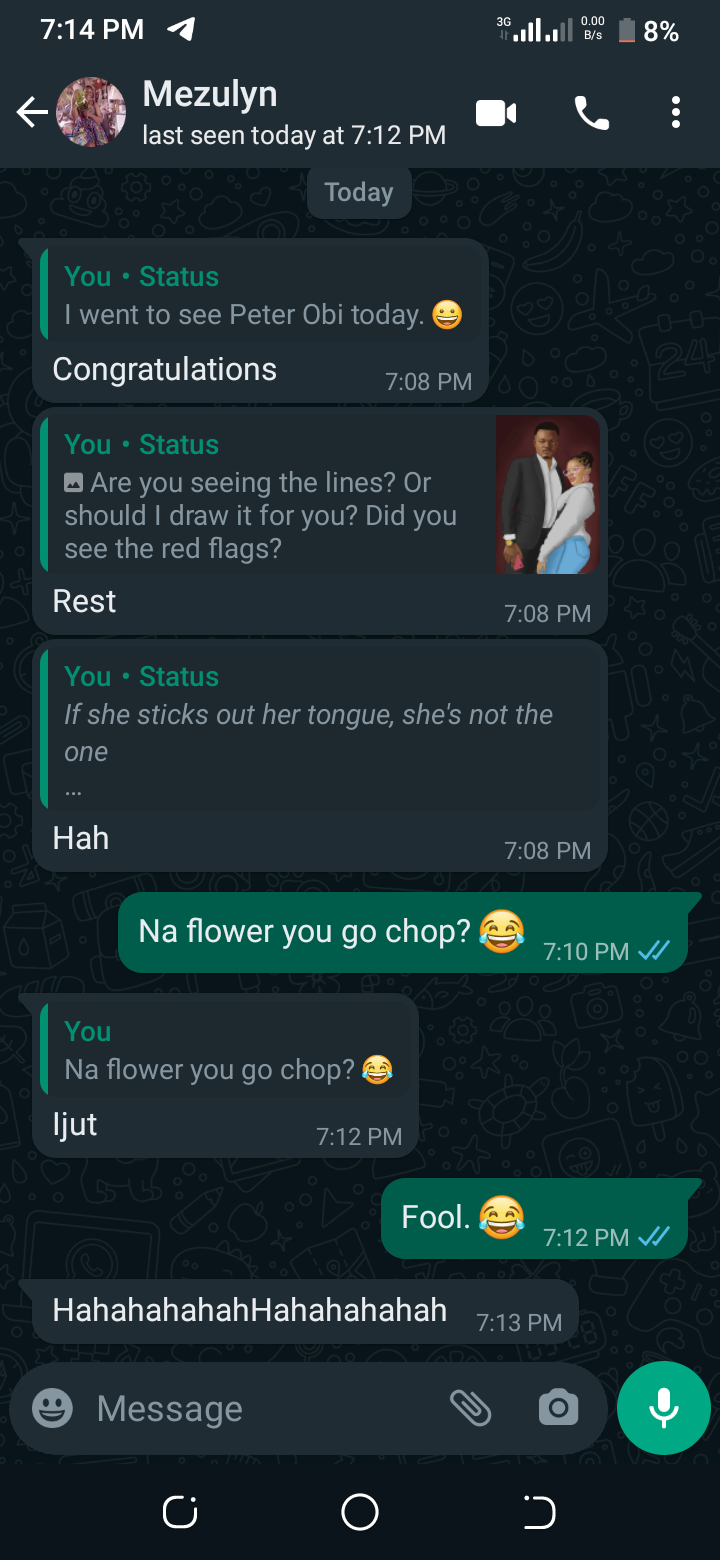 7:14 PM
3G
0.00
B/s
8%
Mezulyn
last seen today at 7:12 PM
Today
You • Status
I went to see Peter Obi today. 😀
Congratulations
7:08 PM
You • Status
Are you seeing the lines? Or
should I draw it for you? Did you
see the red flags?
Rest
7:08 PM
You • Status
If she sticks out her tongue, she's not the
one
...
Hah
7:08 PM
Na flower you go chop? 😂
7:10 PM
You
Na flower you go chop? 😂
Ijut
7:12 PM
Fool. 😂
7:12 PM
HahahahahahHahahahahah
7:13 PM
Message